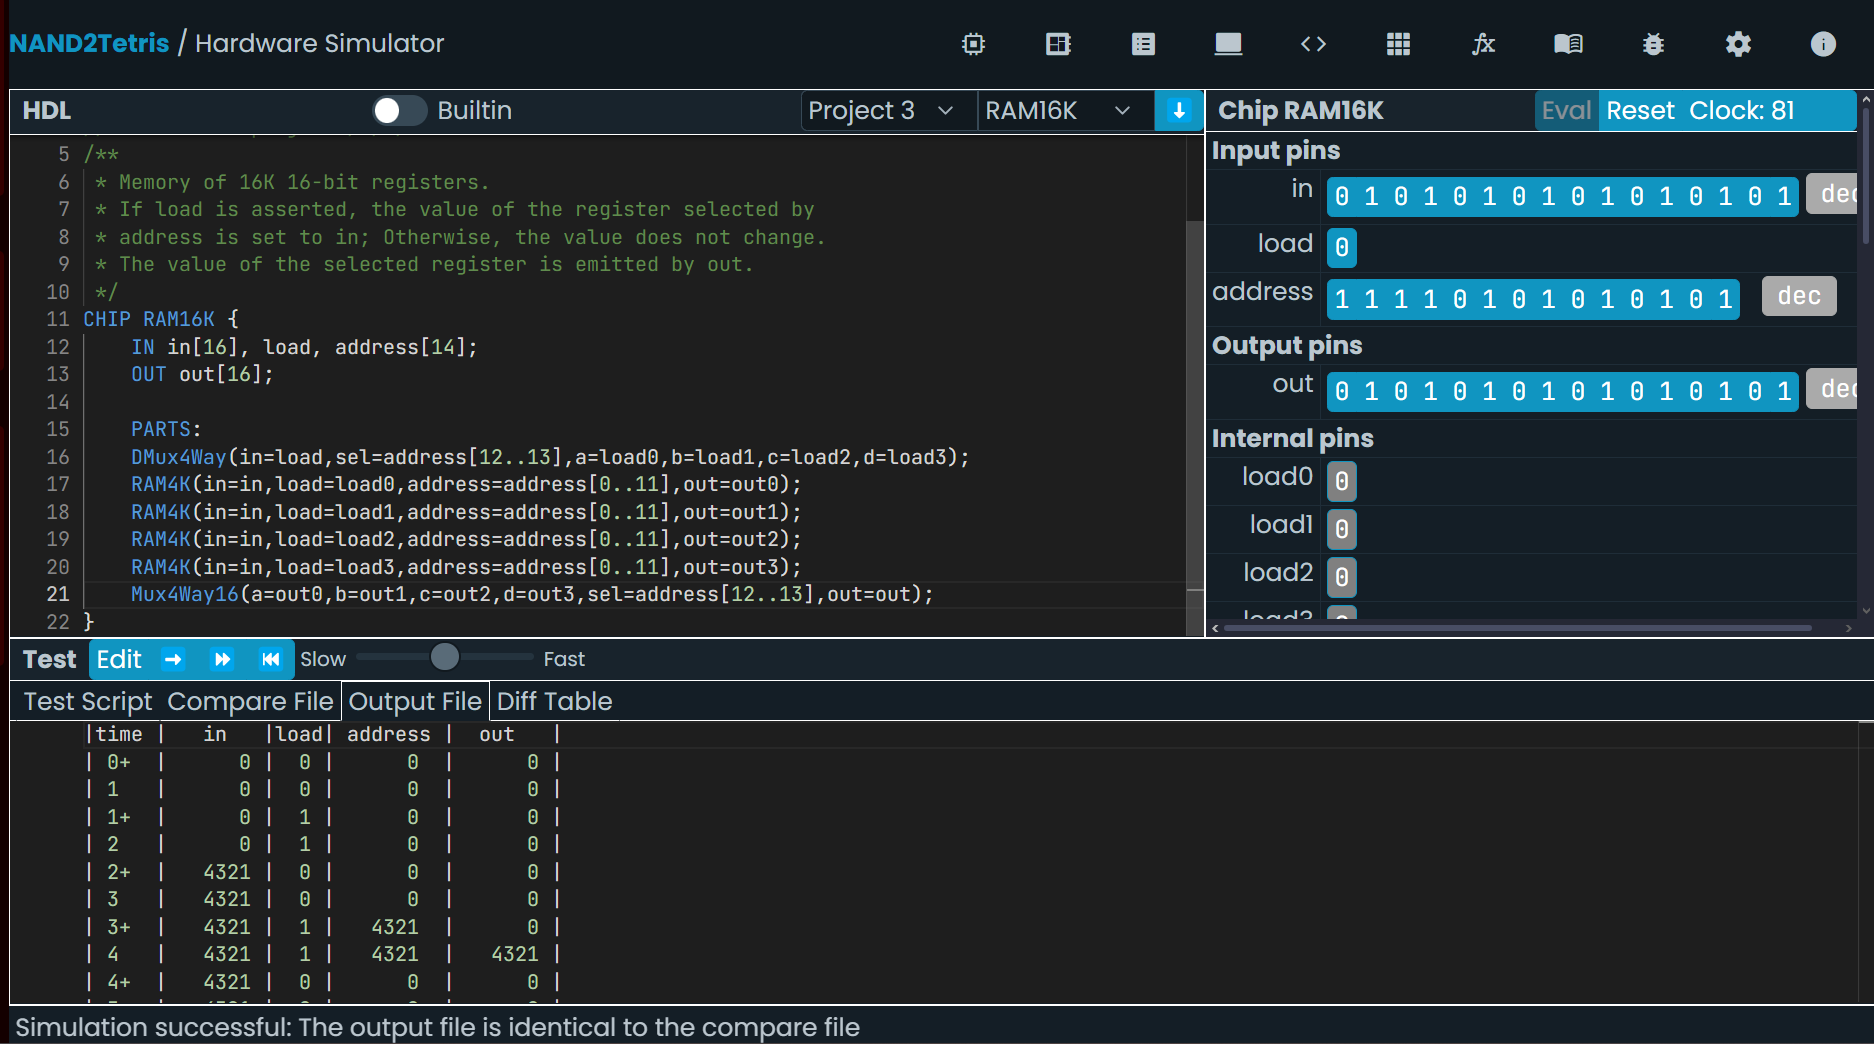 NAND2Tetris / Hardware Simulator
HDL Builtin Project 3 RAM16K
5 /**
6 * Memory of 16K 16-bit registers.
7 * If load is asserted, the value of the register selected by
8 * address is set to in; Otherwise, the value does not change.
9 * The value of the selected register is emitted by out.
10 */
11 CHIP RAM16K {
12 IN in[16], load, address[14];
13 OUT out[16];
14
15 PARTS:
16 DMux4Way(in=load,sel=address[12..13],a=load0,b=load1,c=load2,d=load3);
17 RAM4K(in=in,load=load0,address=address[0..11],out=out0);
18 RAM4K(in=in,load=load1,address=address[0..11],out=out1);
19 RAM4K(in=in,load=load2,address=address[0..11],out=out2);
20 RAM4K(in=in,load=load3,address=address[0..11],out=out3);
21 Mux4Way16(a=out0,b=out1,c=out2,d=out3,sel=address[12..13],out=out);
22 }
Chip RAM16K Eval Reset Clock: 81
Input pins
in 0 1 0 1 0 1 0 1 0 1 0 1 0 1 0 1 dec
load 0
address 1 1 1 1 0 1 0 1 0 1 0 1 0 1 dec
Output pins
out 0 1 0 1 0 1 0 1 0 1 0 1 0 1 0 1 dec
Internal pins
load0 0
load1 0
load2 0
load3 0
Test Edit Slow Fast
Test Script Compare File Output File Diff Table
|time | in |load| address | out |
| 0+ | 0 | 0 | 0 | 0 |
| 1 | 0 | 0 | 0 | 0 |
| 1+ | 0 | 1 | 0 | 0 |
| 2 | 0 | 1 | 0 | 0 |
| 2+ | 4321 | 0 | 0 | 0 |
| 3 | 4321 | 0 | 0 | 0 |
| 3+ | 4321 | 1 | 4321 | 0 |
| 4 | 4321 | 1 | 4321 | 4321 |
| 4+ | 4321 | 0 | 0 | 0 |
Simulation successful: The output file is identical to the compare file